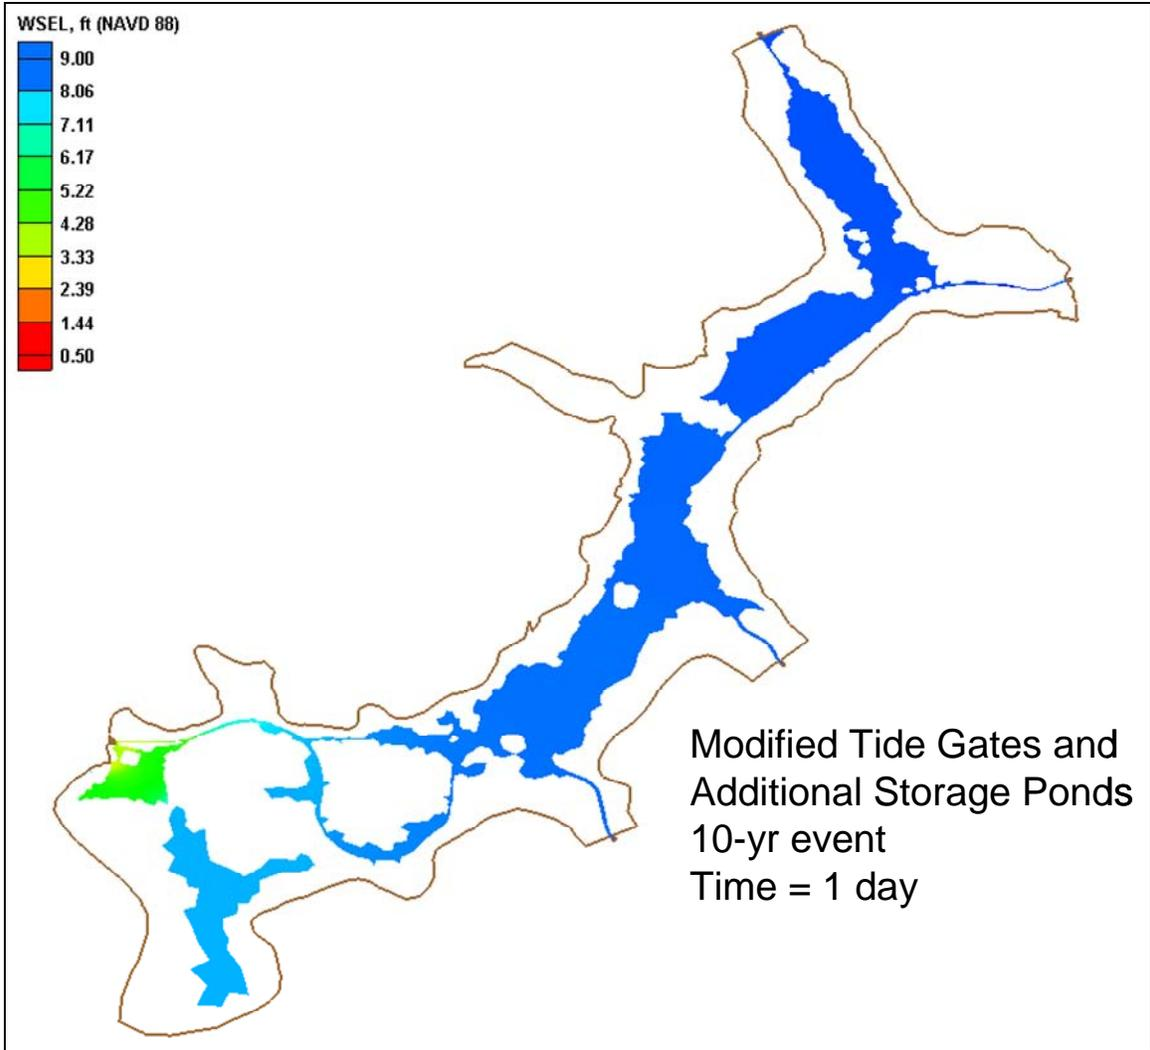 WSEL, ft (NAVD 88)
9.00
8.06
7.11
6.17
5.22
4.28
3.33
2.39
1.44
0.50
Modified Tide Gates and
Additional Storage Ponds
10-yr event
Time = 1 day